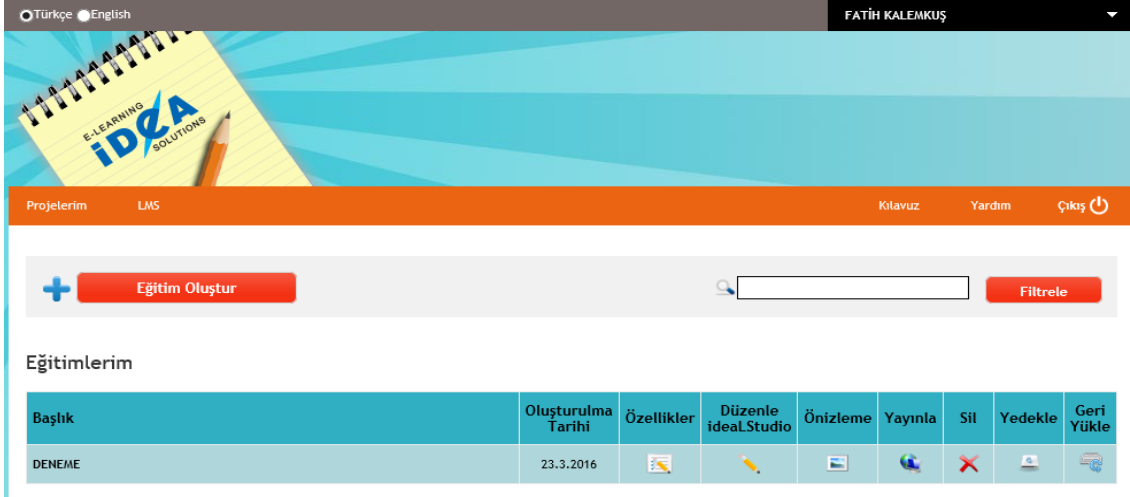 Türkçe English
FATİH KALEMKUŞ
E-LEARNING
iDEA
SOLUTIONS
Projelerim LMS Kılavuz Yardım Çıkış
Eğitim Oluştur Filtrele
Eğitimlerim
Başlık Oluşturulma Tarihi Özellikler Düzenle ideaLStudio Önizleme Yayınla Sil Yedekle Geri Yükle
DENEME 23.3.2016